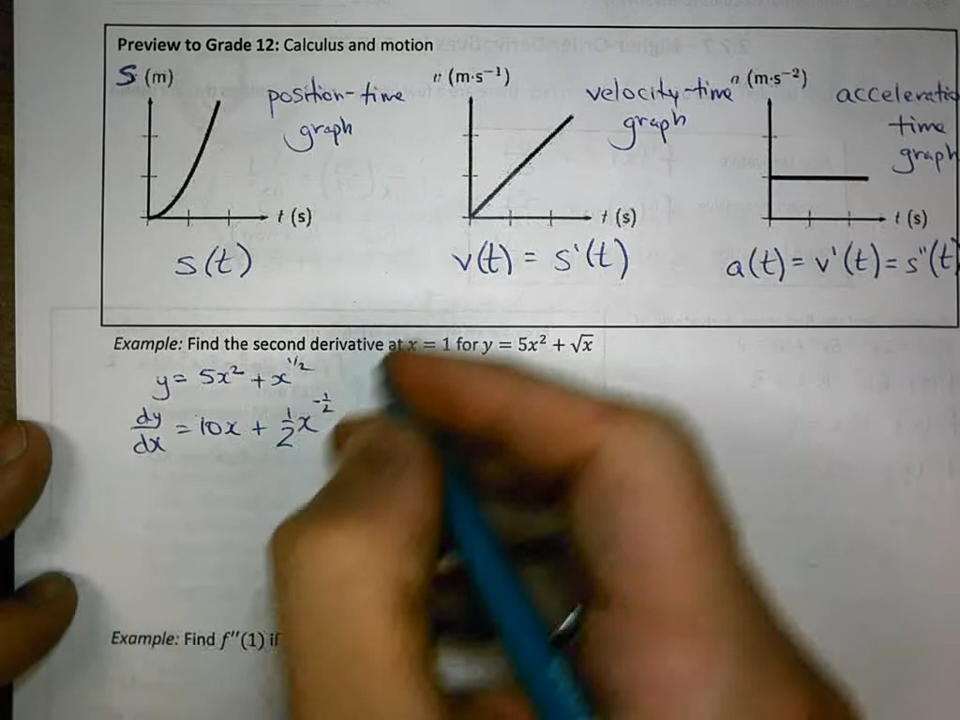 Preview to Grade 12: Calculus and motion
s (m)
position-time
graph
t (s)
s(t)
v (m·s⁻¹)
velocity-time
graph
t (s)
v(t) = s'(t)
a (m·s⁻²)
acceleratio
time
graph
t (s)
a(t) = v'(t) = s"(t)
Example: Find the second derivative at x = 1 for y = 5x² + √x
y = 5x² + x^1/2
dy/dx = 10x + 1/2 x^-1/2
Example: Find f''(1) if